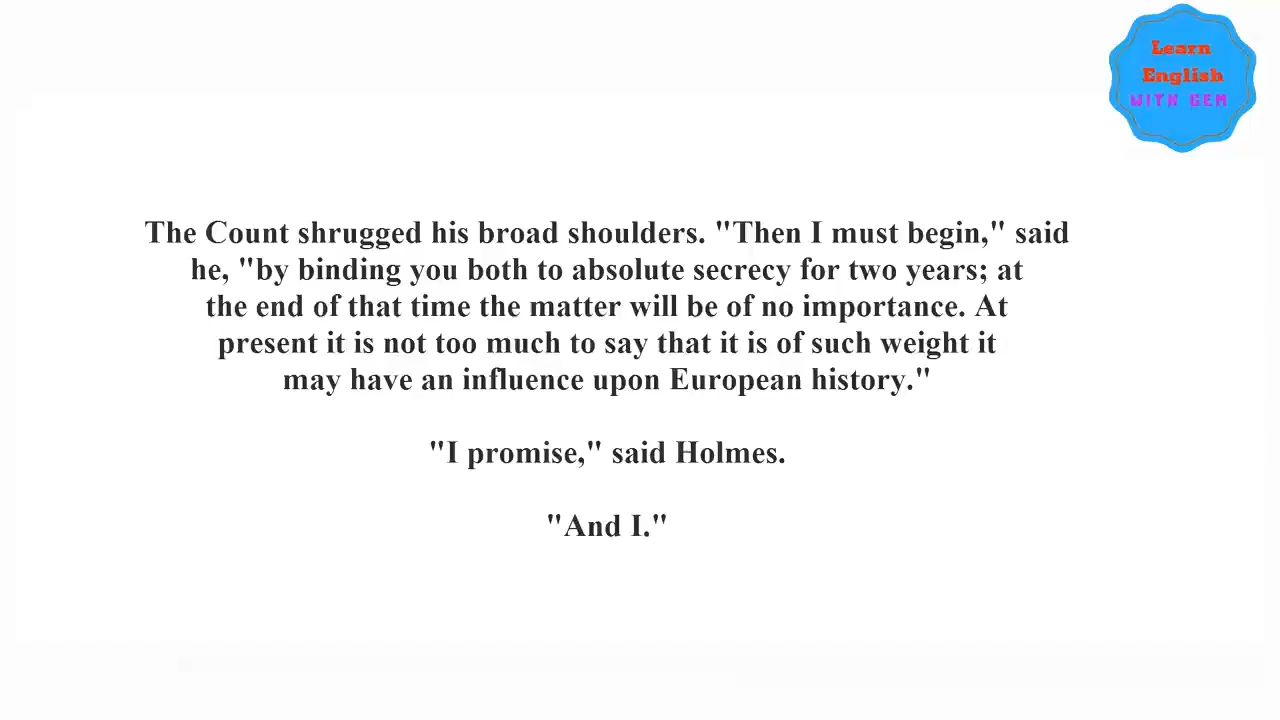 Learn
English
WITH GEM
The Count shrugged his broad shoulders. "Then I must begin," said
he, "by binding you both to absolute secrecy for two years; at
the end of that time the matter will be of no importance. At
present it is not too much to say that it is of such weight it
may have an influence upon European history."
"I promise," said Holmes.
"And I."